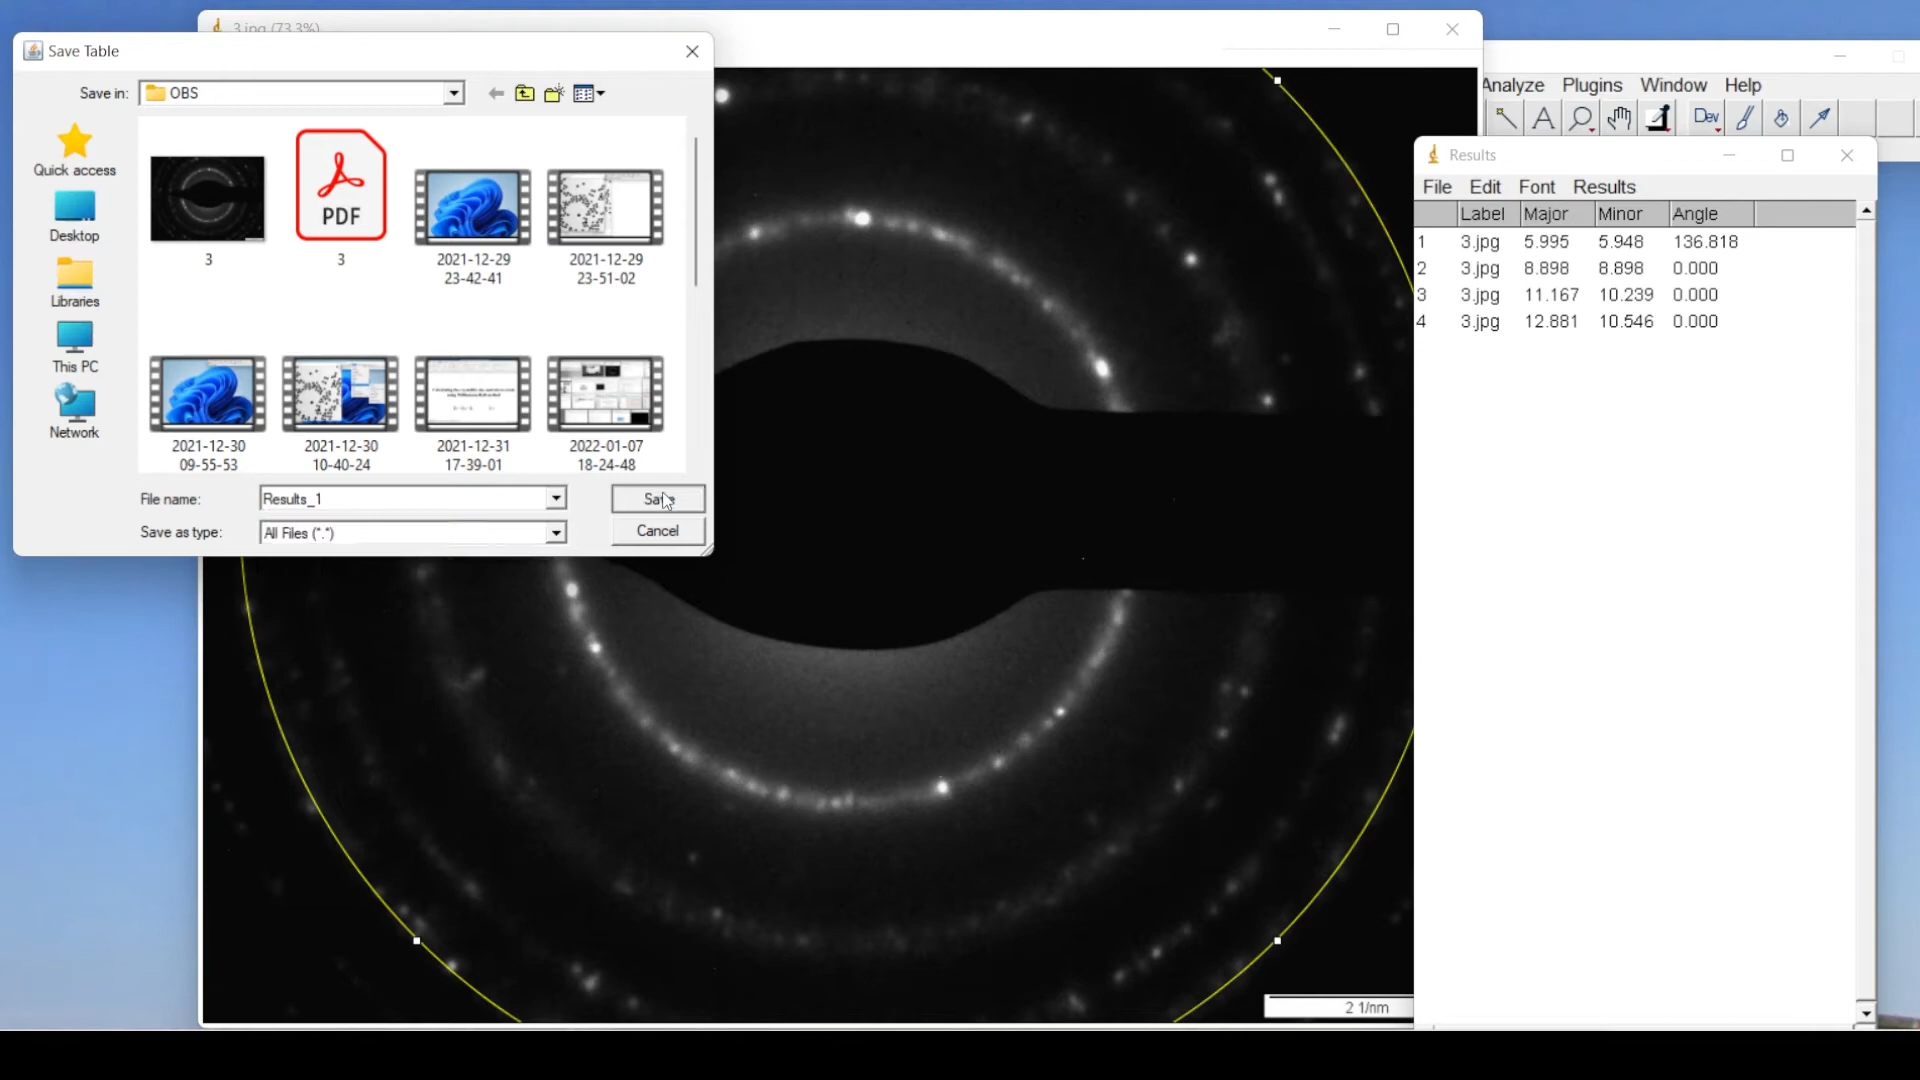 3.jpg (73.3%)
Save Table
Save in:
OBS
Quick access
Desktop
Libraries
This PC
Network
PDF
3
3
2021-12-29
23-42-41
2021-12-29
23-51-02
2021-12-30
09-55-53
2021-12-30
10-40-24
2021-12-31
17-39-01
2022-01-07
18-24-48
File name:
Results_1
Save
Save as type:
All Files (*.*)
Cancel
Analyze Plugins Window Help
Dev
Results
File Edit Font Results
Label Major Minor Angle
1 3.jpg 5.995 5.948 136.818
2 3.jpg 8.898 8.898 0.000
3 3.jpg 11.167 10.239 0.000
4 3.jpg 12.881 10.546 0.000
2 1/nm